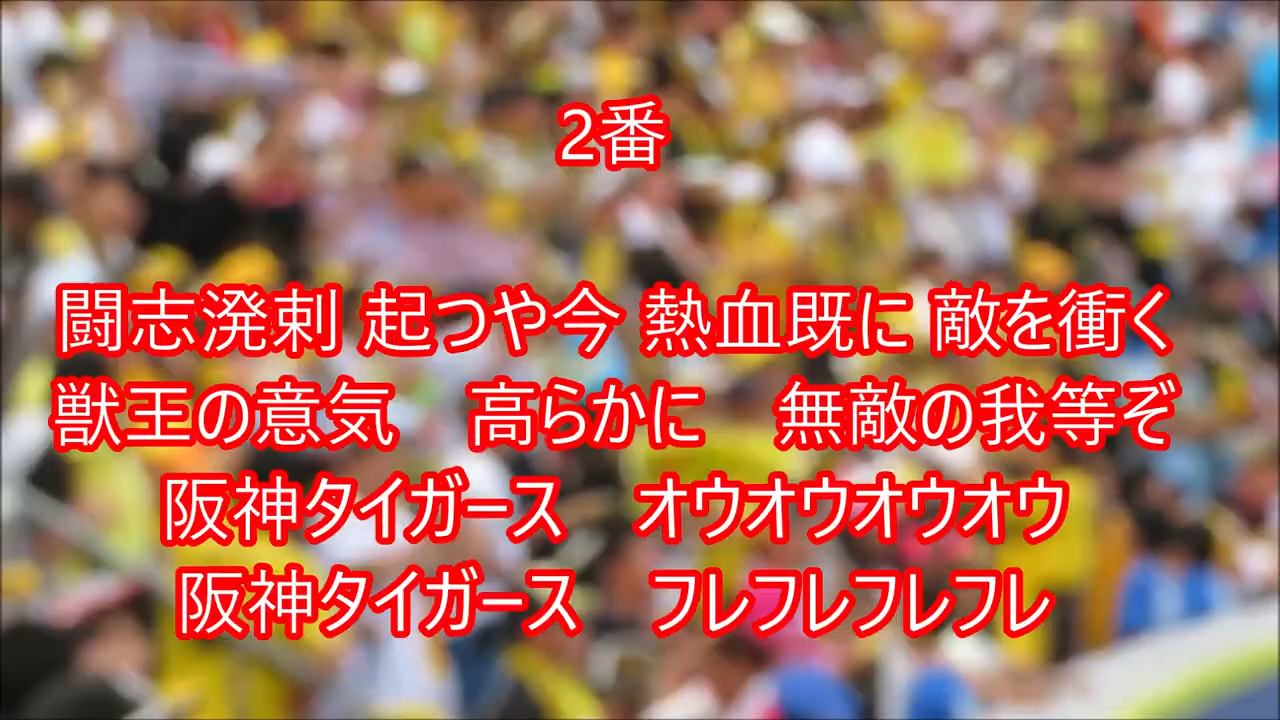 2番
闘志溌剌 起つや今 熱血既に 敵を衝く
獣王の意気　高らかに　無敵の我等ぞ
阪神タイガース　オウオウオウオウ
阪神タイガース　フレフレフレフレ